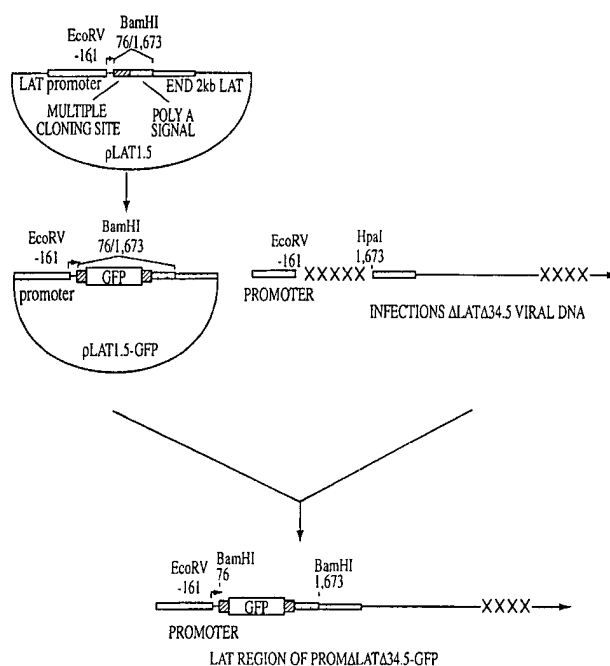 BamHI
EcoRV
-161
76/1,673
LAT promoter
END 2kb LAT
MULTIPLE
CLONING SITE
POLY A
SIGNAL
pLAT1.5
BamHI
EcoRV
-161
76/1,673
promoter
GFP
pLAT1.5-GFP
EcoRV
-161
HpaI
1,673
XXXXX
XXXX
PROMOTER
INFECTIONS ΔLATΔ34.5 VIRAL DNA
EcoRV
-161
BamHI
76
BamHI
1,673
GFP
XXXX
PROMOTER
LAT REGION OF PROMΔLATΔ34.5-GFP